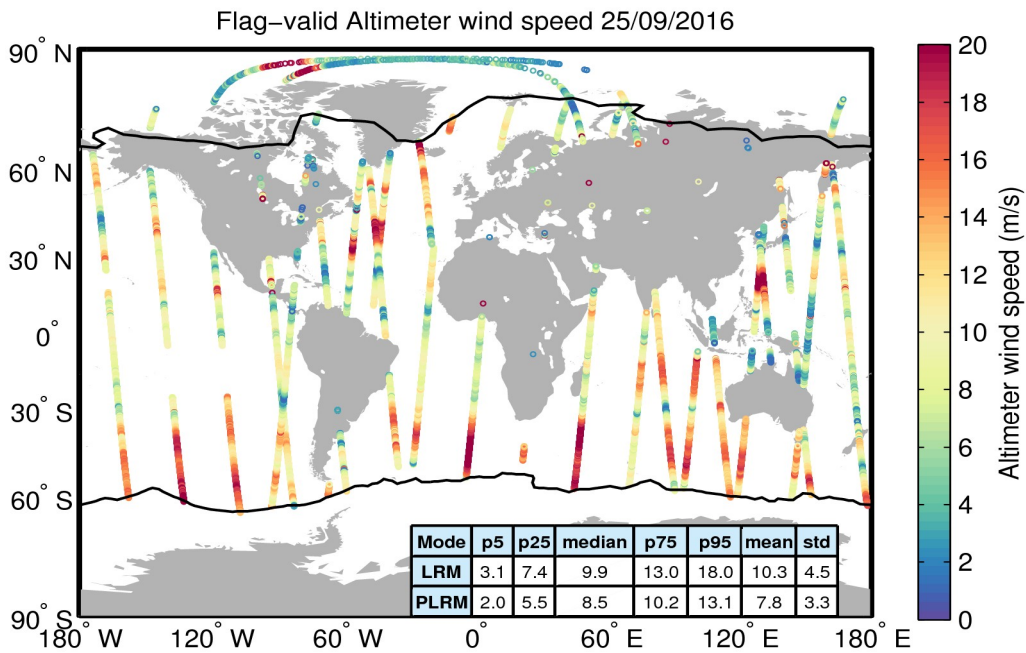 Flag−valid Altimeter wind speed 25/09/2016
90° N
60° N
30° N
0°
30° S
60° S
90° S
180° W
120° W
60° W
0°
60° E
120° E
180° E
Mode p5 p25 median p75 p95 mean std
LRM 3.1 7.4 9.9 13.0 18.0 10.3 4.5
PLRM 2.0 5.5 8.5 10.2 13.1 7.8 3.3
20
18
16
14
12
10
8
6
4
2
0
Altimeter wind speed (m/s)